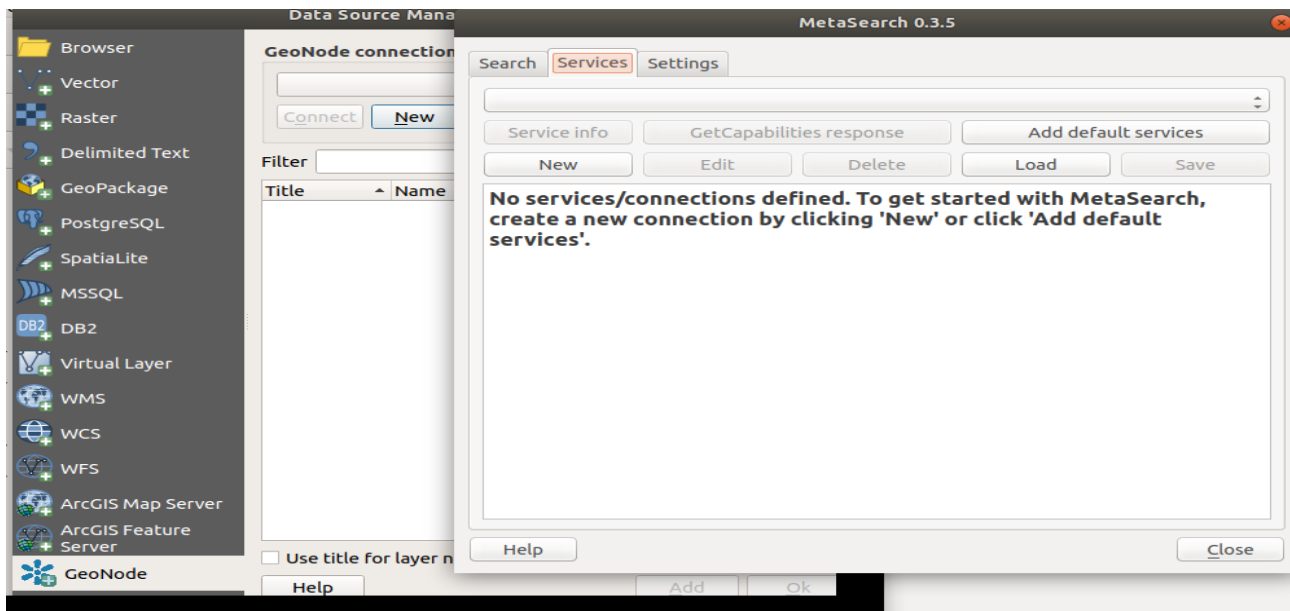 Data Source Mana
Browser
Vector
Raster
Delimited Text
GeoPackage
PostgreSQL
SpatiaLite
MSSQL
DB2 DB2
Virtual Layer
WMS
WCS
WFS
ArcGIS Map Server
ArcGIS Feature
Server
GeoNode
GeoNode connection
Connect New
Filter
Title Name
Use title for layer n
Help Add Ok
MetaSearch 0.3.5
Search Services Settings
Service info GetCapabilities response Add default services
New Edit Delete Load Save
No services/connections defined. To get started with MetaSearch,
create a new connection by clicking 'New' or click 'Add default
services'.
Help Close